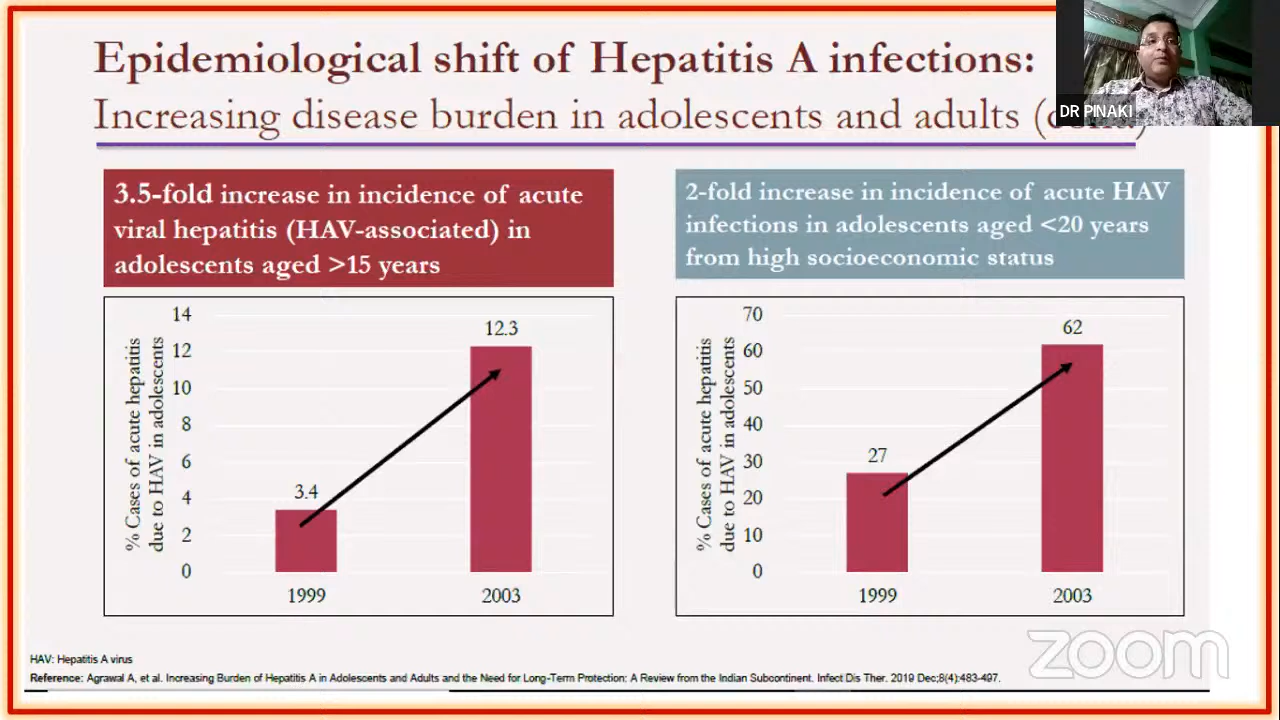 Epidemiological shift of Hepatitis A infections:
Increasing disease burden in adolescents and adults
DR PINAKI
3.5-fold increase in incidence of acute
viral hepatitis (HAV-associated) in
adolescents aged >15 years
% Cases of acute hepatitis
due to HAV in adolescents
14
12
10
8
6
4
2
0
3.4
12.3
1999
2003
2-fold increase in incidence of acute HAV
infections in adolescents aged <20 years
from high socioeconomic status
% Cases of acute hepatitis
due to HAV in adolescents
70
60
50
40
30
20
10
0
27
62
1999
2003
HAV: Hepatitis A virus
Reference: Agrawal A, et al. Increasing Burden of Hepatitis A in Adolescents and Adults and the Need for Long-Term Protection: A Review from the Indian Subcontinent. Infect Dis Ther. 2019 Dec;8(4):483-497.
zoom